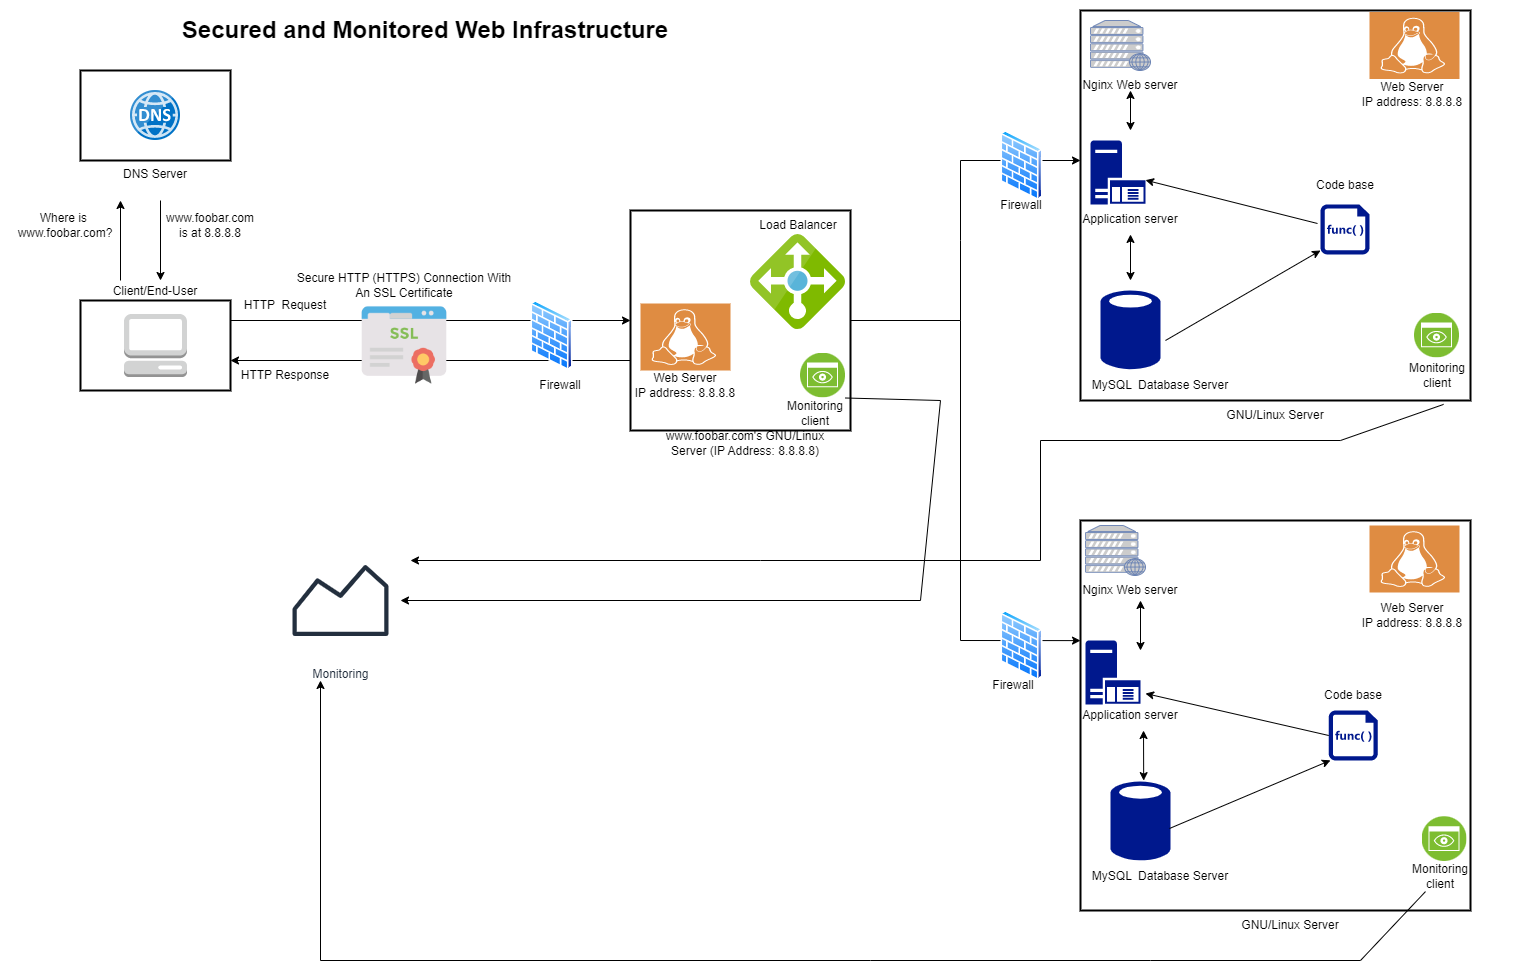 Secured and Monitored Web Infrastructure
DNS
DNS Server
Where is
www.foobar.com?
www.foobar.com
is at 8.8.8.8
Client/End-User
HTTP  Request
HTTP Response
Secure HTTP (HTTPS) Connection With
An SSL Certificate
SSL
Firewall
Load Balancer
Web Server
IP address: 8.8.8.8
Monitoring
client
www.foobar.com's GNU/Linux
Server (IP Address: 8.8.8.8)
Firewall
Nginx Web server
Web Server
IP address: 8.8.8.8
Application server
Code base
func( )
MySQL  Database Server
Monitoring
client
GNU/Linux Server
Monitoring
Firewall
Nginx Web server
Web Server
IP address: 8.8.8.8
Application server
Code base
func( )
MySQL  Database Server
Monitoring
client
GNU/Linux Server